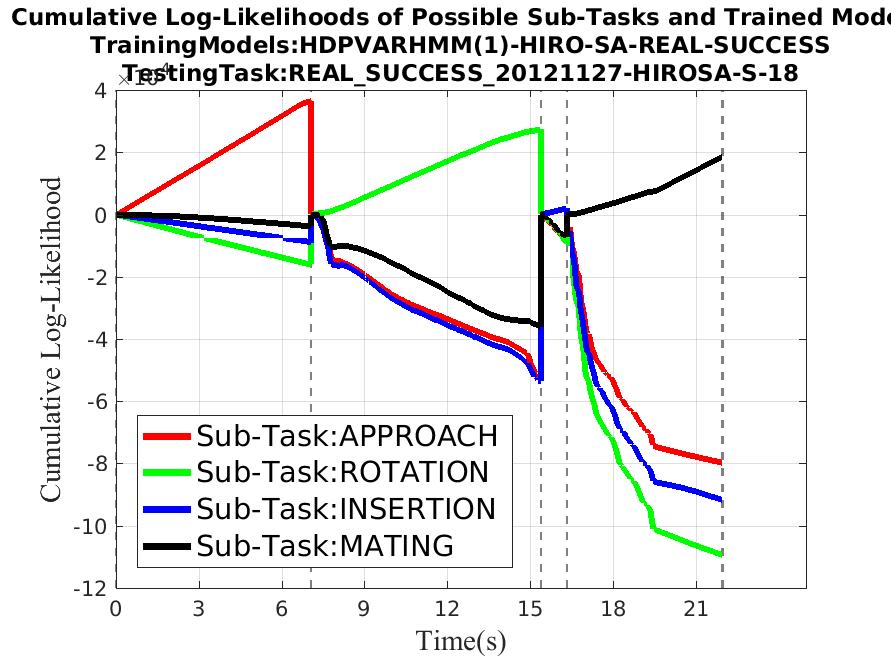 Cumulative Log-Likelihoods of Possible Sub-Tasks and Trained Mode
TrainingModels:HDPVARHMM(1)-HIRO-SA-REAL-SUCCESS
TestingTask:REAL_SUCCESS_20121127-HIROSA-S-18
×10^4
4
2
0
-2
-4
-6
-8
-10
-12
Cumulative Log-Likelihood
Sub-Task:APPROACH
Sub-Task:ROTATION
Sub-Task:INSERTION
Sub-Task:MATING
0 3 6 9 12 15 18 21
Time(s)